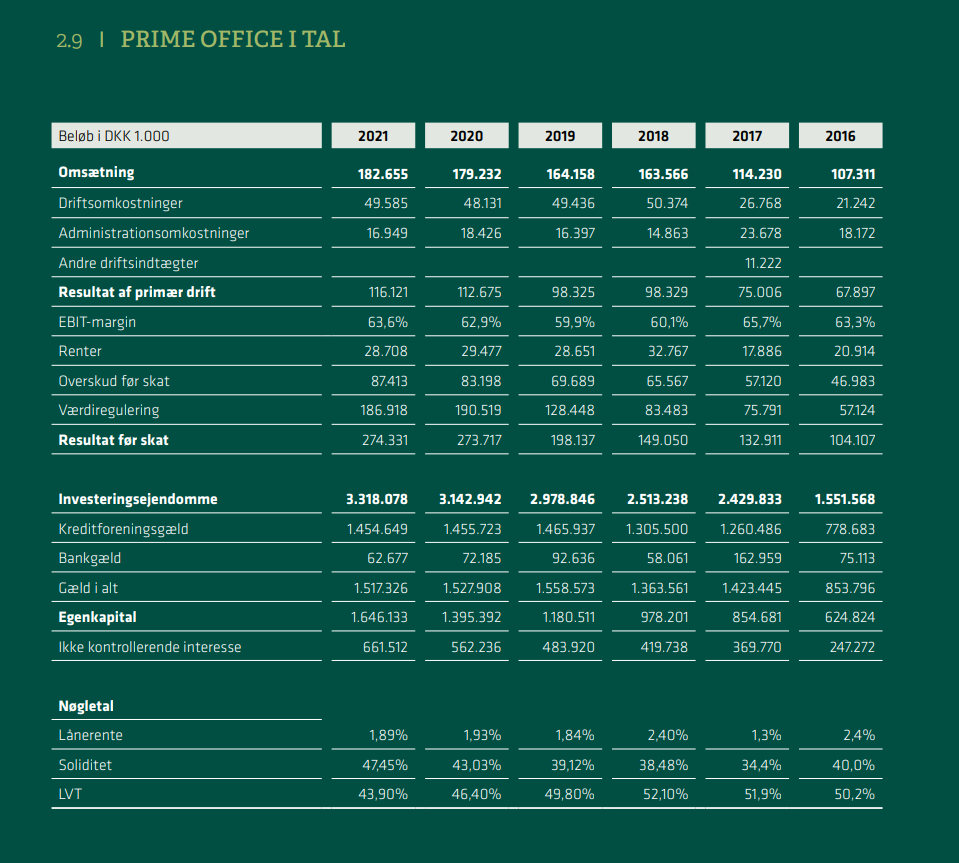 2.9 | PRIME OFFICE I TAL
Beløb i DKK 1.000 2021 2020 2019 2018 2017 2016
Omsætning 182.655 179.232 164.158 163.566 114.230 107.311
Driftsomkostninger 49.585 48.131 49.436 50.374 26.768 21.242
Administrationsomkostninger 16.949 18.426 16.397 14.863 23.678 18.172
Andre driftsindtægter 11.222
Resultat af primær drift 116.121 112.675 98.325 98.329 75.006 67.897
EBIT-margin 63,6% 62,9% 59,9% 60,1% 65,7% 63,3%
Renter 28.708 29.477 28.651 32.767 17.886 20.914
Overskud før skat 87.413 83.198 69.689 65.567 57.120 46.983
Værdiregulering 186.918 190.519 128.448 83.483 75.791 57.124
Resultat før skat 274.331 273.717 198.137 149.050 132.911 104.107
Investeringsejendomme 3.318.078 3.142.942 2.978.846 2.513.238 2.429.833 1.551.568
Kreditforeningsgæld 1.454.649 1.455.723 1.465.937 1.305.500 1.260.486 778.683
Bankgæld 62.677 72.185 92.636 58.061 162.959 75.113
Gæld i alt 1.517.326 1.527.908 1.558.573 1.363.561 1.423.445 853.796
Egenkapital 1.646.133 1.395.392 1.180.511 978.201 854.681 624.824
Ikke kontrollerende interesse 661.512 562.236 483.920 419.738 369.770 247.272
Nøgletal
Lånerente 1,89% 1,93% 1,84% 2,40% 1,3% 2,4%
Soliditet 47,45% 43,03% 39,12% 38,48% 34,4% 40,0%
LVT 43,90% 46,40% 49,80% 52,10% 51,9% 50,2%